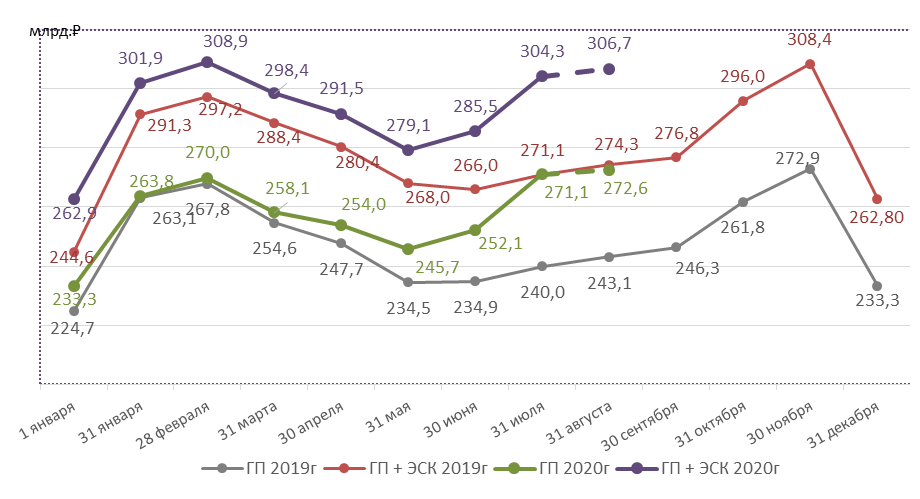 млрд.₽
308,9
301,9
298,4
291,5
279,1
285,5
304,3
306,7
262,9
308,4
296,0
291,3
297,2
288,4
280,4
268,0
266,0
271,1
274,3
276,8
262,80
244,6
270,0
263,8
258,1
254,0
245,7
252,1
271,1
272,6
233,3
272,9
263,1
267,8
254,6
247,7
234,5
234,9
240,0
243,1
246,3
261,8
233,3
224,7
1 января
31 января
28 февраля
31 марта
30 апреля
31 мая
30 июня
31 июля
31 августа
30 сентября
31 октября
30 ноября
31 декабря
ГП 2019г
ГП + ЭСК 2019г
ГП 2020г
ГП + ЭСК 2020г